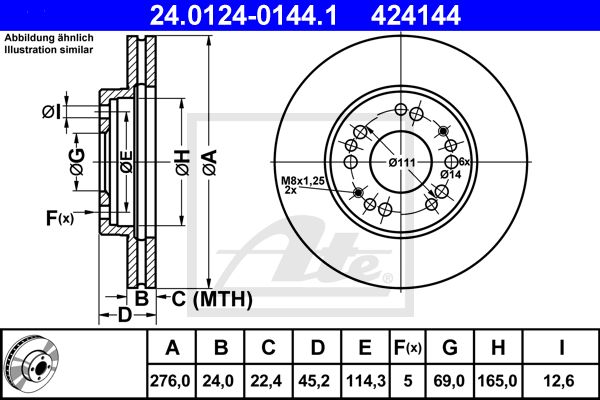 24.0124-0144.1 424144
Abbildung ähnlich
Illustration similar
ØI
ØG
ØE
ØH
ØA
F(x)
B
C (MTH)
D
Ø111
6x
Ø14
M8x1,25
2x
Ate
A B C D E F(x) G H I
276,0 24,0 22,4 45,2 114,3 5 69,0 165,0 12,6